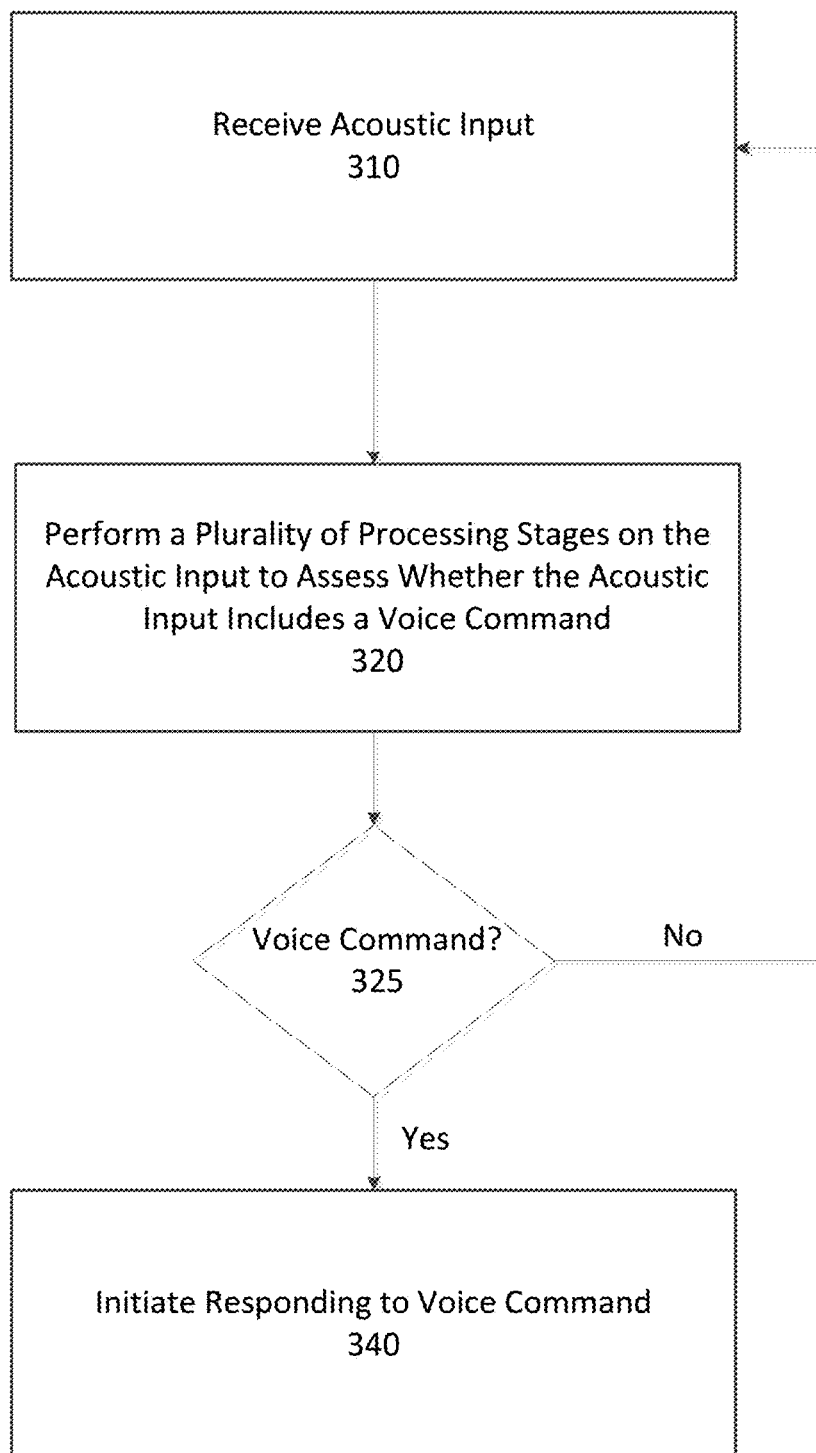 Receive Acoustic Input
310
Perform a Plurality of Processing Stages on the
Acoustic Input to Assess Whether the Acoustic
Input Includes a Voice Command
320
Voice Command?
325
No
Yes
Initiate Responding to Voice Command
340